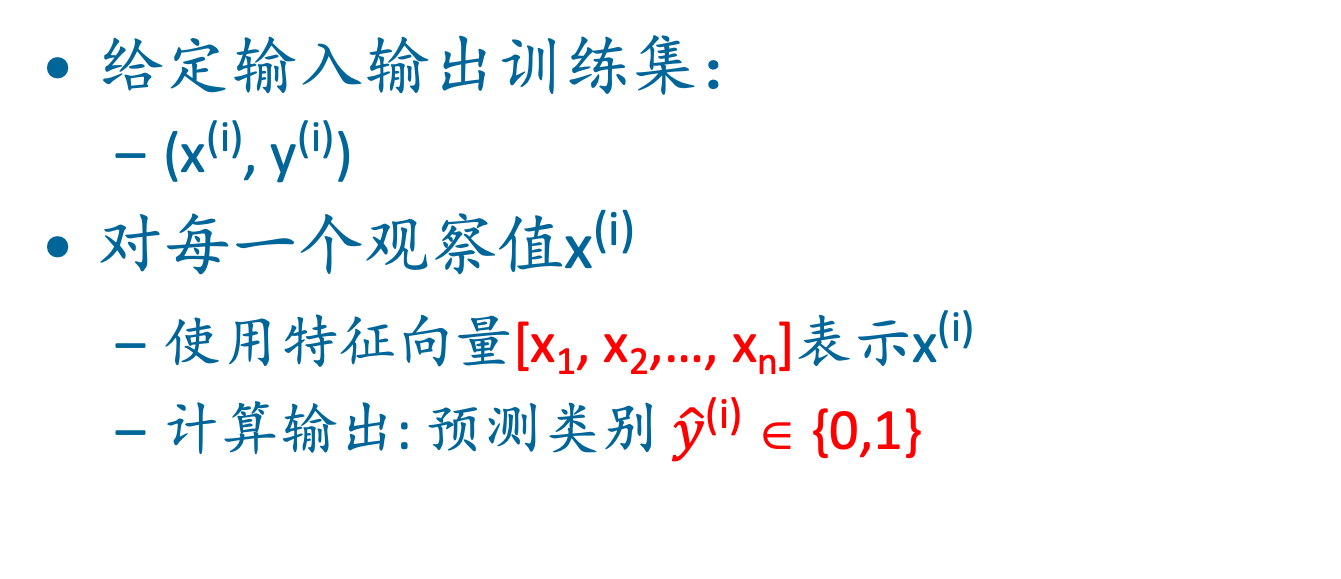 • 给定输入输出训练集：
– (x⁽ⁱ⁾, y⁽ⁱ⁾)
• 对每一个观察值x⁽ⁱ⁾
– 使用特征向量[x₁, x₂,…, xₙ]表示x⁽ⁱ⁾
– 计算输出: 预测类别 ŷ⁽ⁱ⁾ ∈ {0,1}